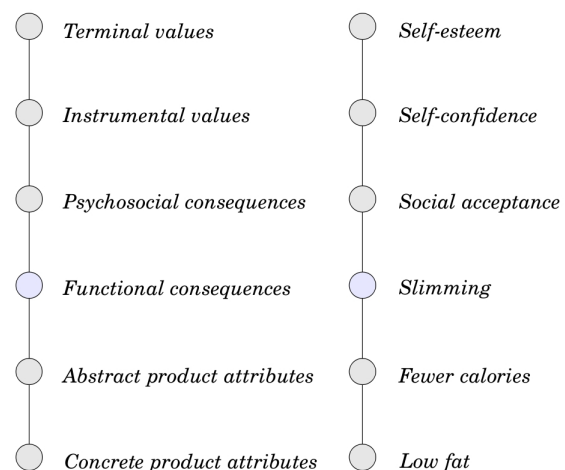 Terminal values
Self-esteem
Instrumental values
Self-confidence
Psychosocial consequences
Social acceptance
Functional consequences
Slimming
Abstract product attributes
Fewer calories
Concrete product attributes
Low fat